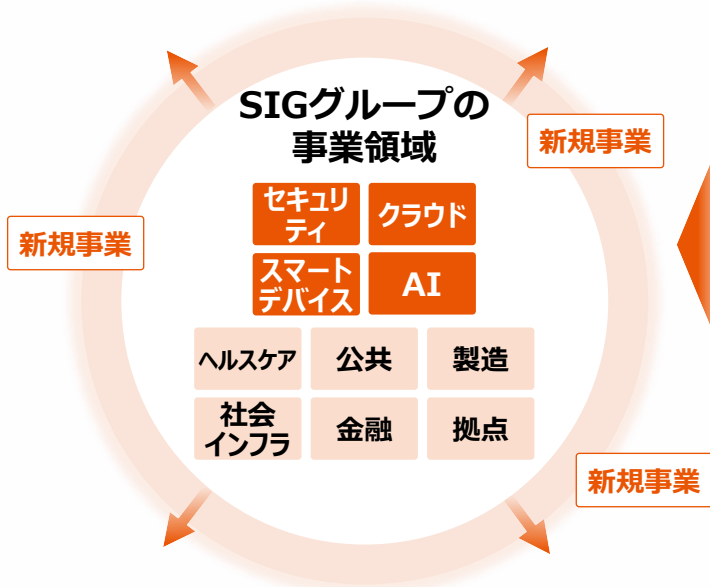 SIGグループの
事業領域
新規事業
セキュリ
ティ
クラウド
新規事業
スマート
デバイス
AI
ヘルスケア
公共
製造
社会
インフラ
金融
拠点
新規事業